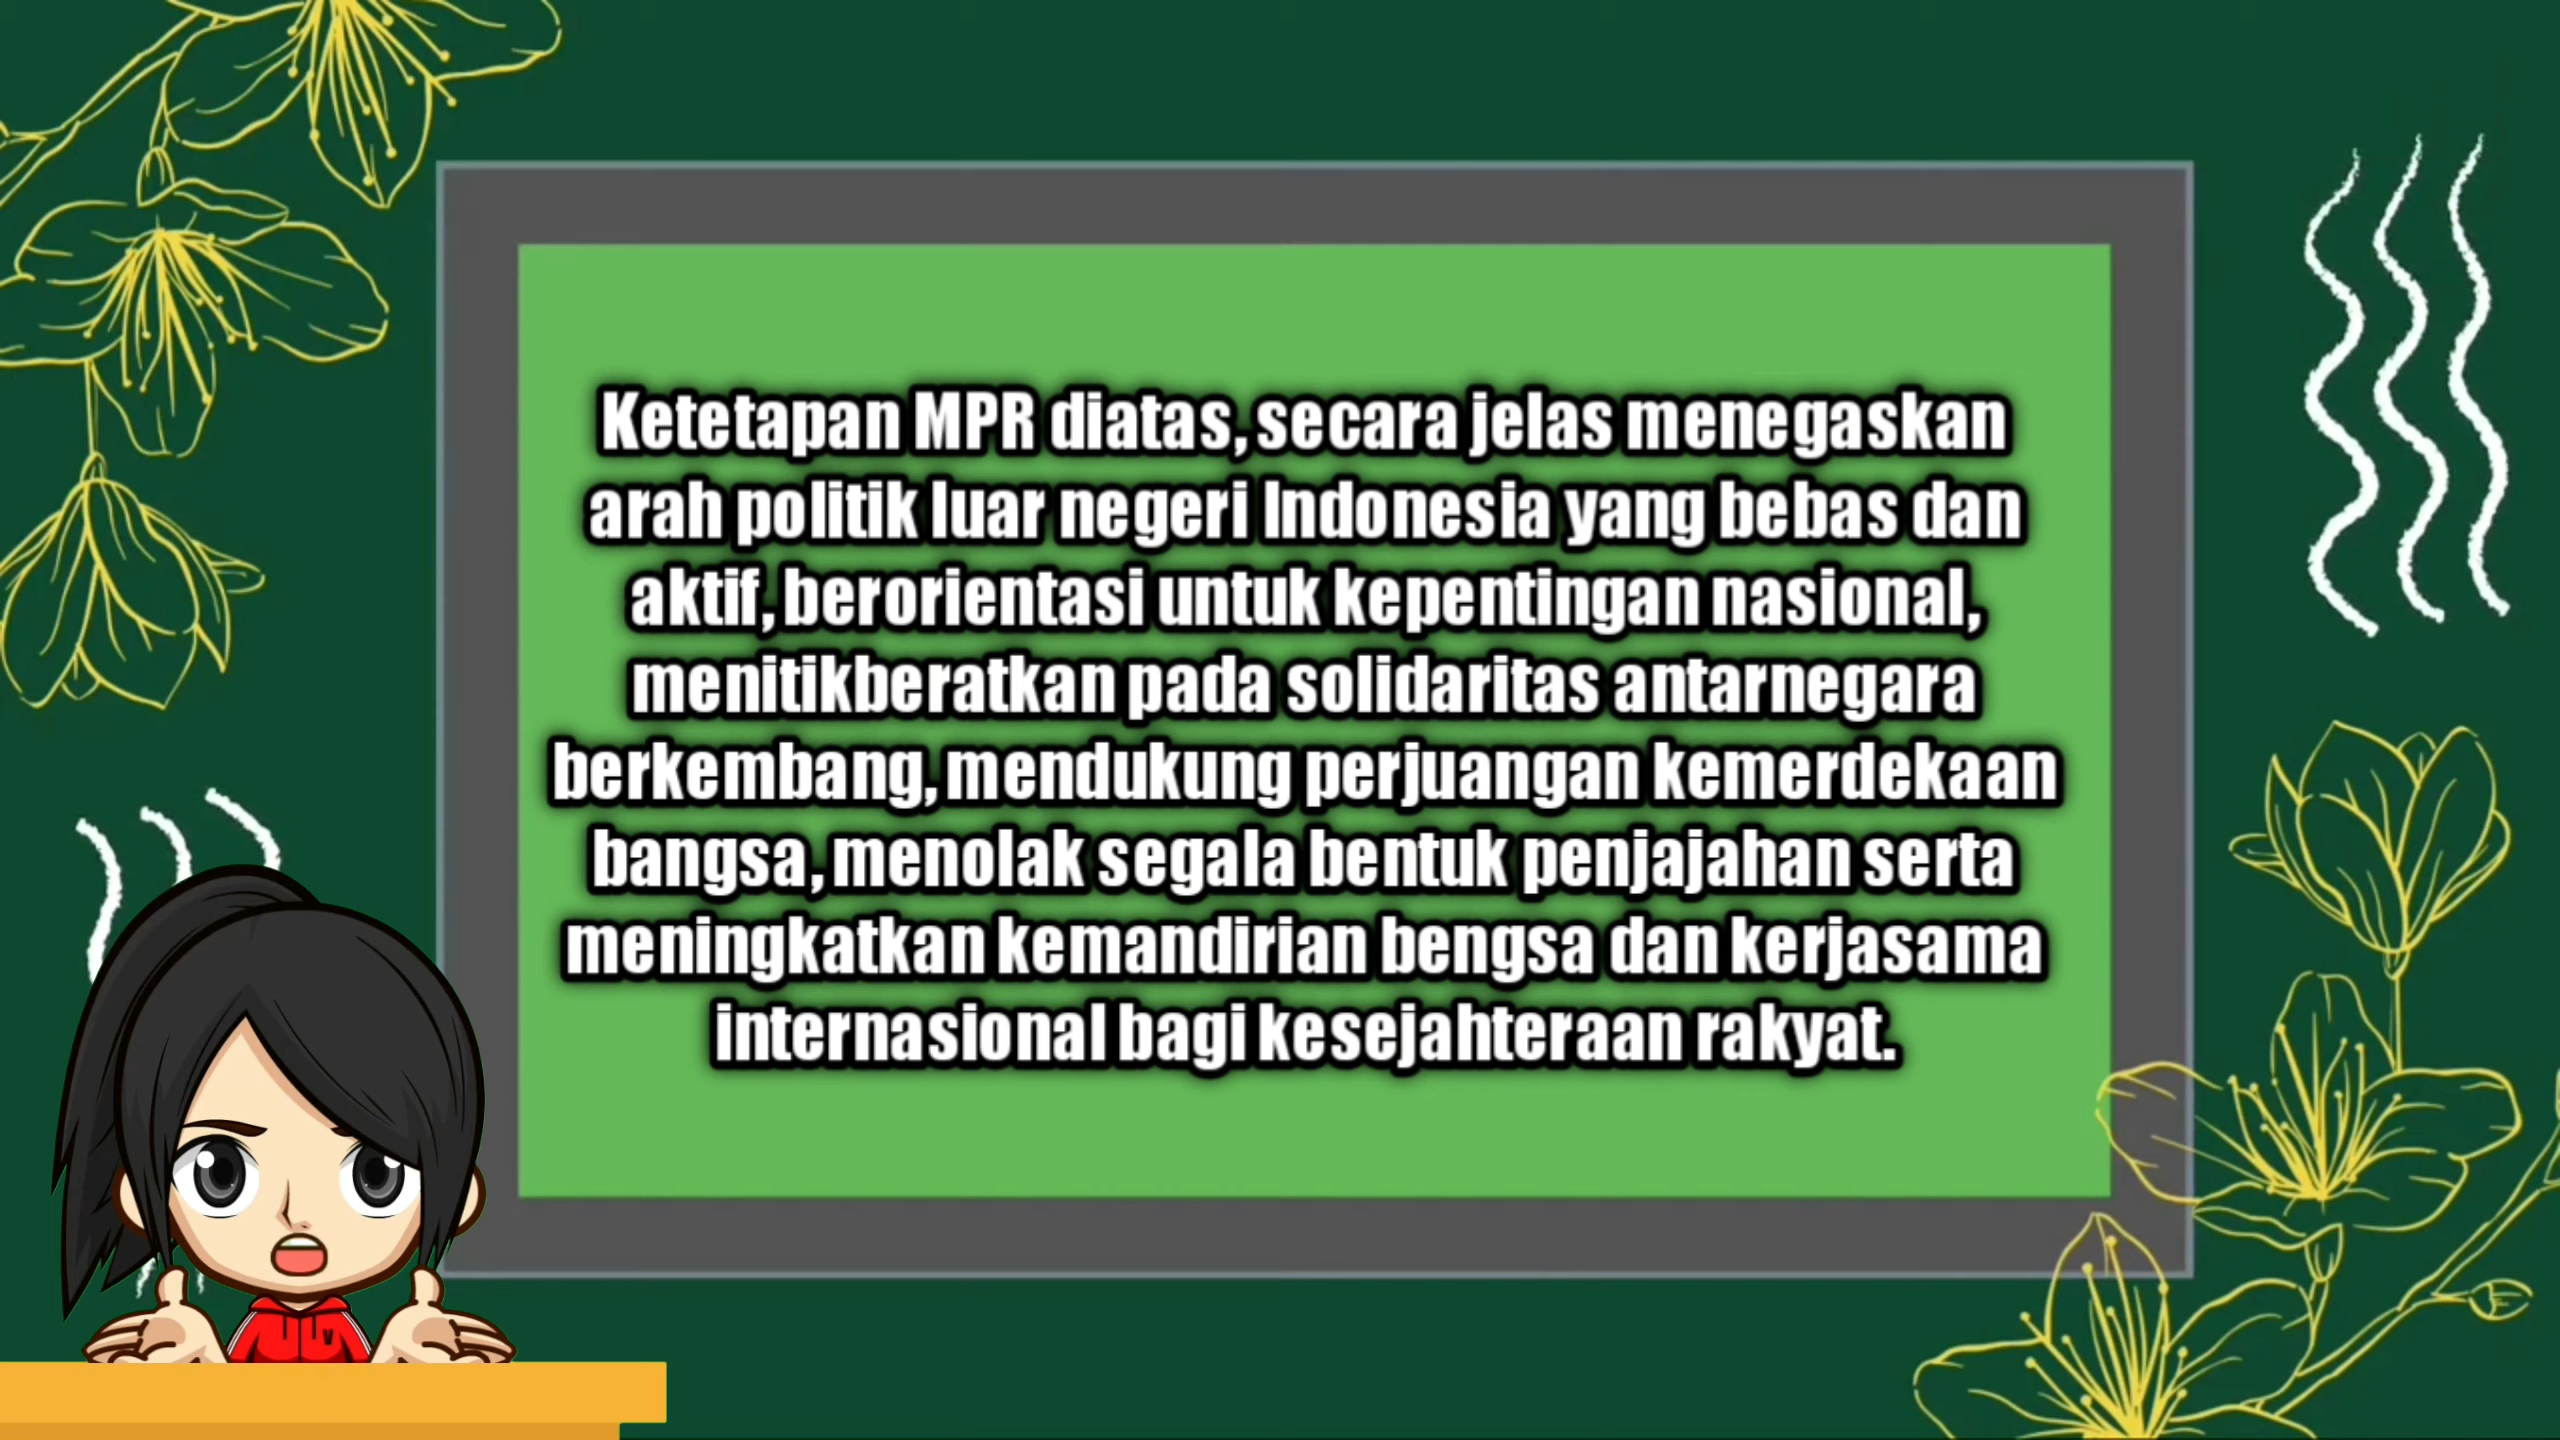 Ketetapan MPR diatas, secara jelas menegaskan
arah politik luar negeri Indonesia yang bebas dan
aktif, berorientasi untuk kepentingan nasional,
menitikberatkan pada solidaritas antarnegara
berkembang, mendukung perjuangan kemerdekaan
bangsa, menolak segala bentuk penjajahan serta
meningkatkan kemandirian bengsa dan kerjasama
internasional bagi kesejahteraan rakyat.